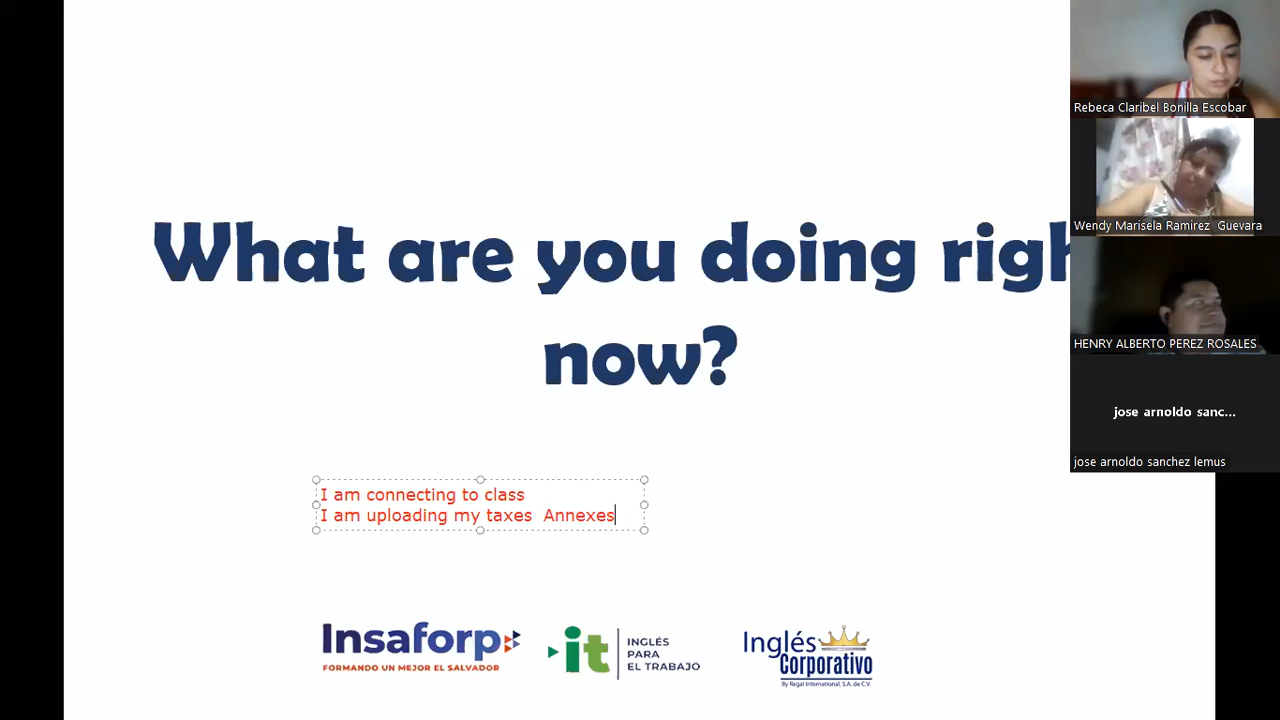 What are you doing righ
now?
I am connecting to class
I am uploading my taxes  Annexes
Insaforp
FORMANDO UN MEJOR EL SALVADOR
it
INGLÉS
PARA
EL TRABAJO
Inglés
Corporativo
By Regal International, S.A. de C.V.
Rebeca Claribel Bonilla Escobar
Wendy Marisela Ramirez  Guevara
HENRY ALBERTO PEREZ ROSALES
jose arnoldo sanc...
jose arnoldo sanchez lemus